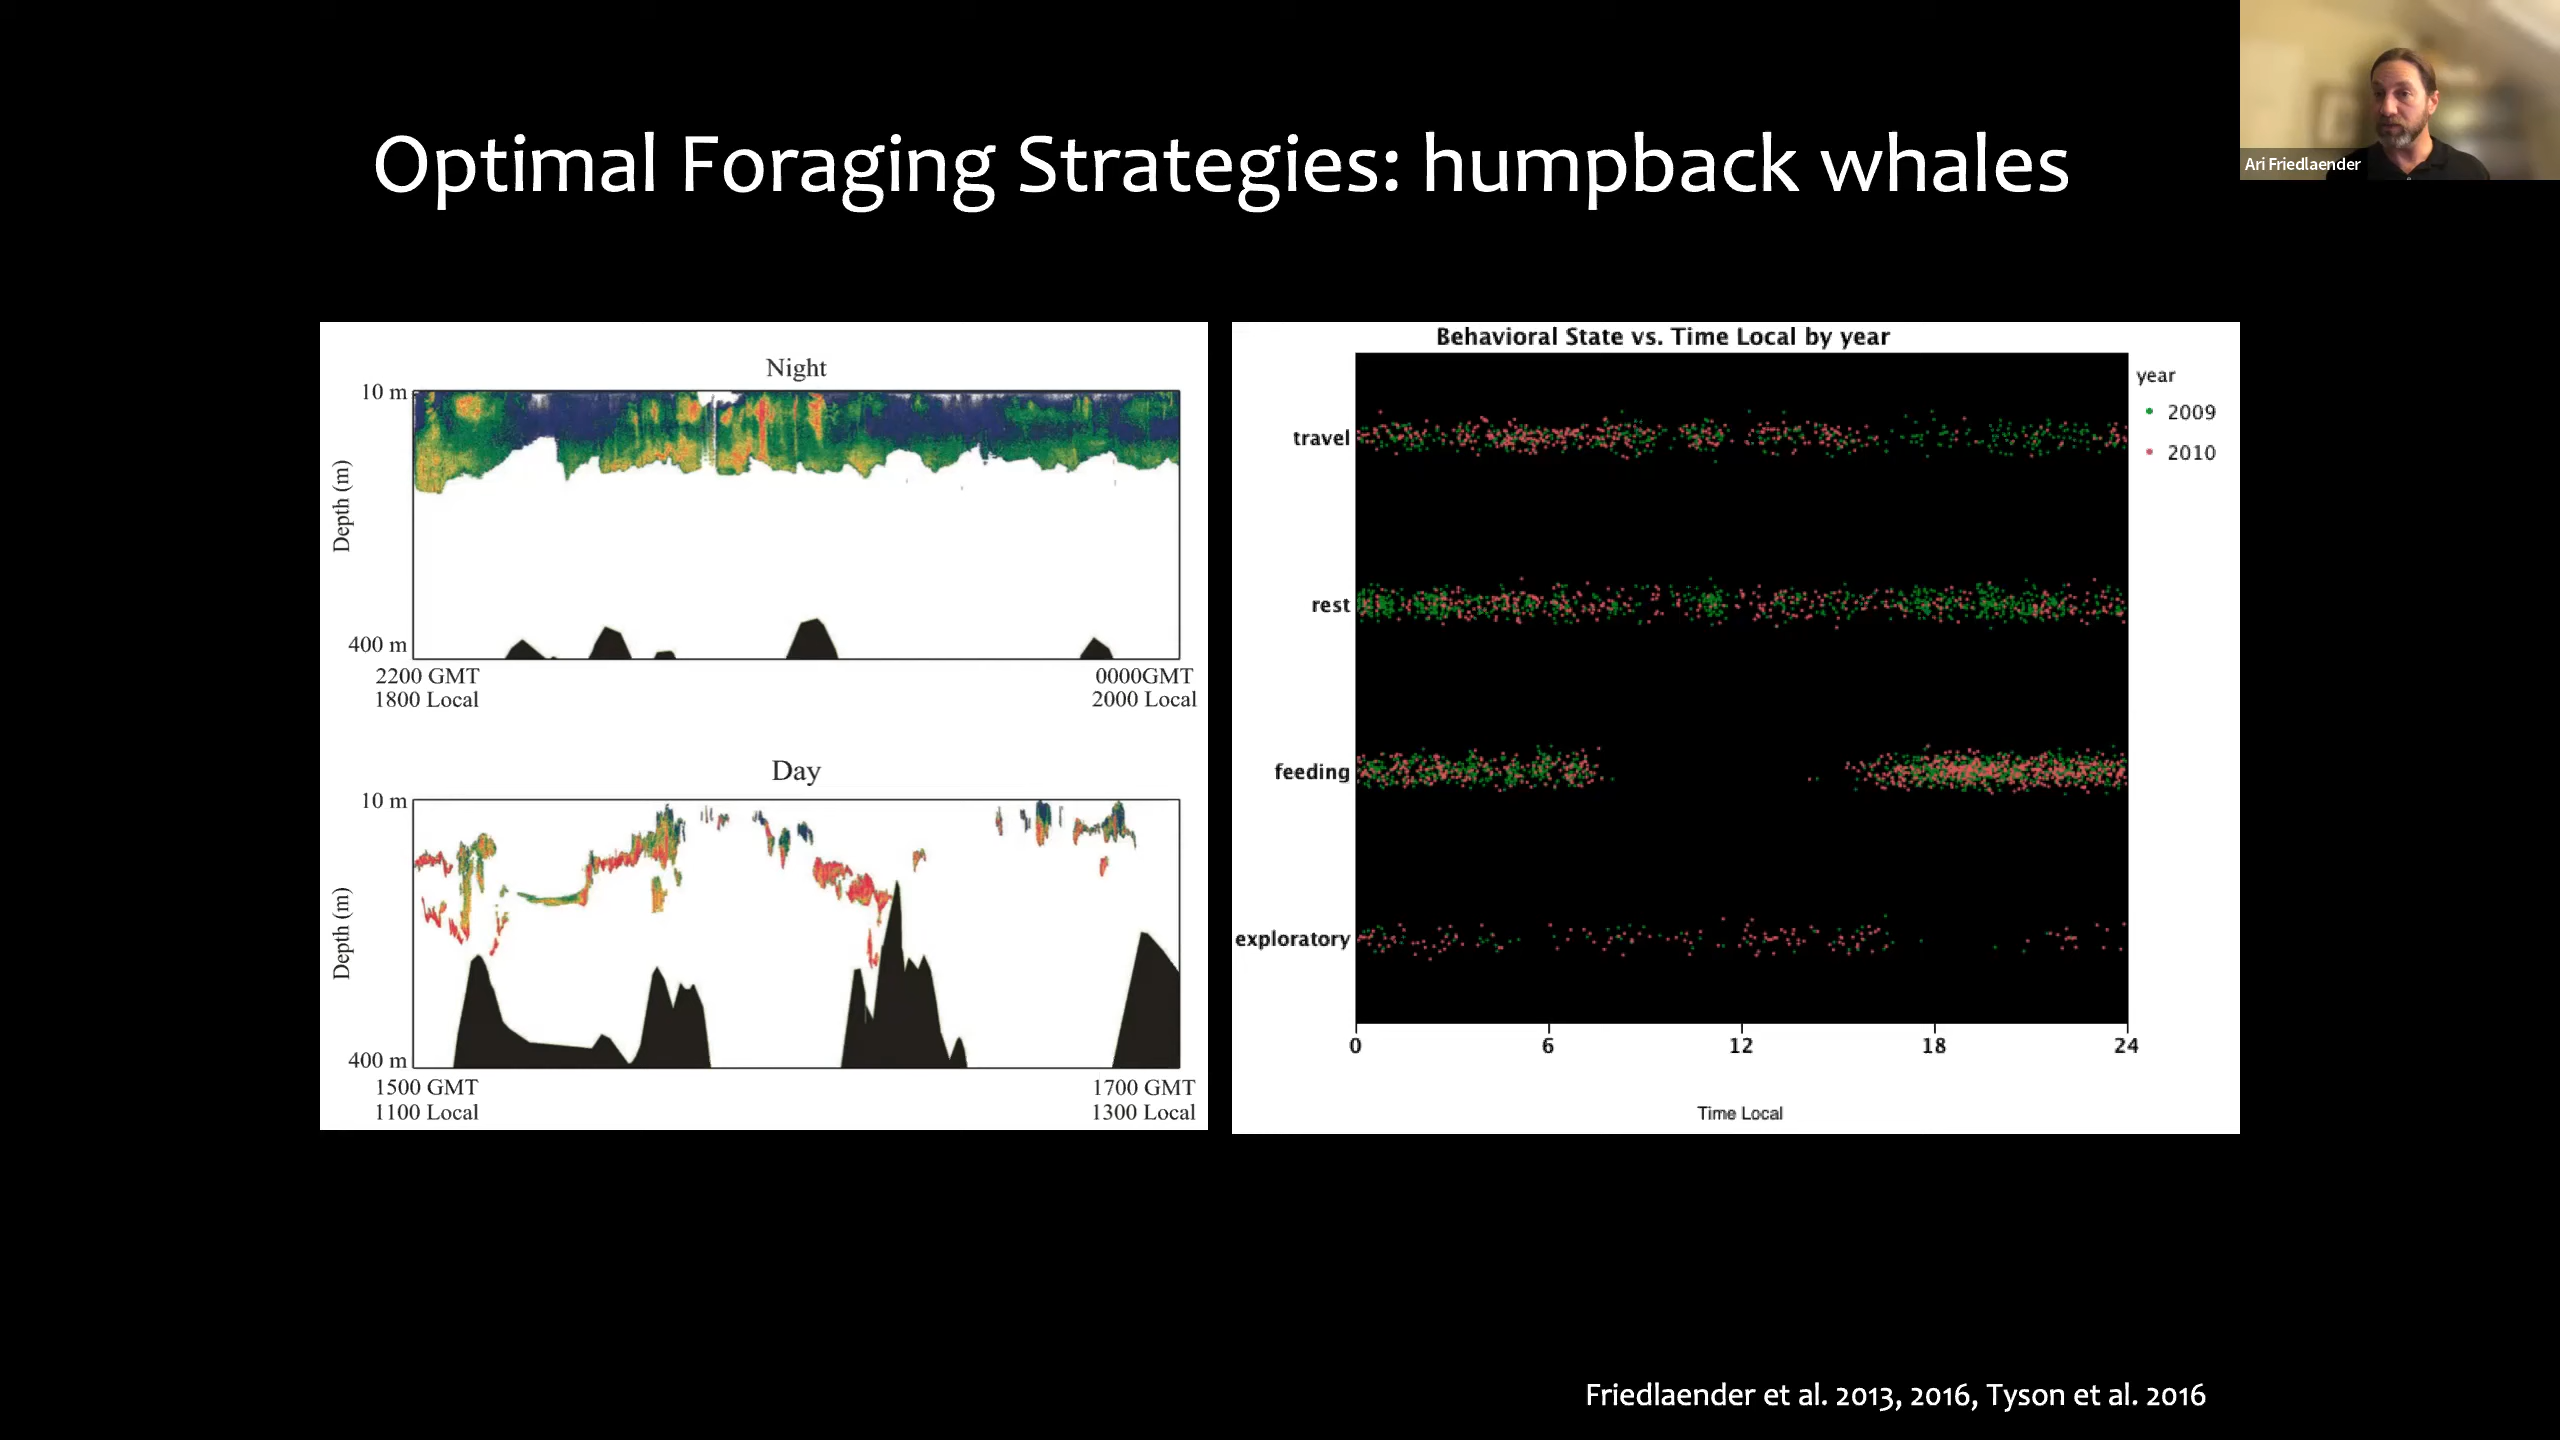 Optimal Foraging Strategies: humpback whales
Ari Friedlaender
Night
10 m
Depth (m)
400 m
2200 GMT
1800 Local
0000GMT
2000 Local
Day
10 m
Depth (m)
400 m
1500 GMT
1100 Local
1700 GMT
1300 Local
Behavioral State vs. Time Local by year
year
2009
2010
travel
rest
feeding
exploratory
0 6 12 18 24
Time Local
Friedlaender et al. 2013, 2016, Tyson et al. 2016